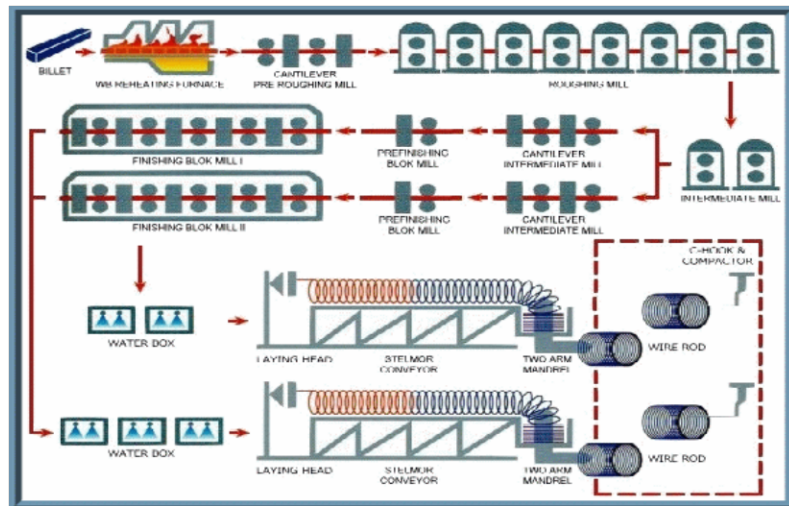 BILLET
WB REHEATING FURNACE
CANTILEVER
PRE ROUGHING MILL
ROUGHING MILL
FINISHING BLOK MILL I
PREFINISHING
BLOK MILL
CANTILEVER
INTERMEDIATE MILL
INTERMEDIATE MILL
FINISHING BLOK MILL II
PREFINISHING
BLOK MILL
CANTILEVER
INTERMEDIATE MILL
C-HOOK &
COMPACTOR
WATER DOX
LAYING HEAD
STELMOR
CONVEYOR
TWO ARM
MANDREL
WIRE ROD
WATER DOX
LAYING HEAD
STELMOR
CONVEYOR
TWO ARM
MANDREL
WIRE ROD